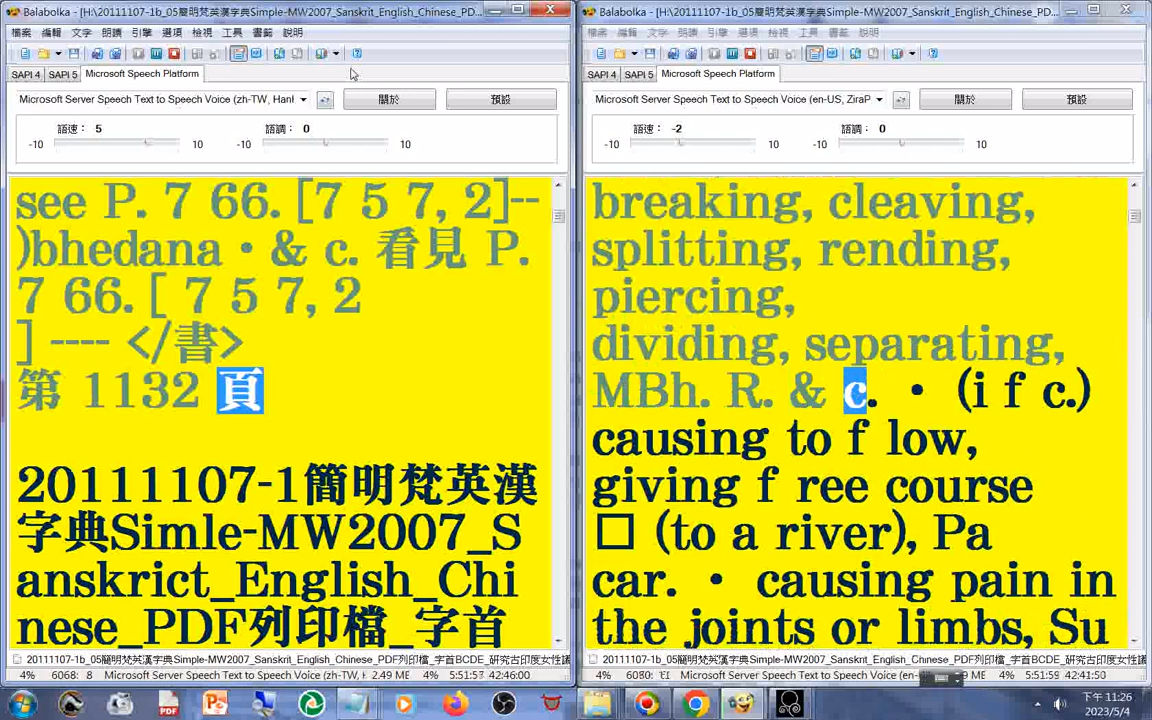 Balabolka - [H:\20111107-1b_05簡明梵英漢字典Simple-MW2007_Sanskrit_English_Chinese_PD...
檔案 編輯 文字 朗讀 引擎 選項 檢視 工具 書籤 說明
SAPI 4 SAPI 5 Microsoft Speech Platform
Microsoft Server Speech Text to Speech Voice (zh-TW, Hanl 關於 預設
語速： 5 語調： 0
-10 10 -10 10
see P. 7 66. [7 5 7, 2]--
)bhedana • & c. 看見 P.
7 66. [ 7 5 7, 2
] ---- </書>
第 1132 頁
20111107-1簡明梵英漢
字典Simle-MW2007_S
anskrict_English_Chi
nese_PDF列印檔_字首
20111107-1b_05簡明梵英漢字典Simple-MW2007_Sanskrit_English_Chinese_PDF列印檔_字首BCDE_研究古印度女性議
4% 6068: 8 Microsoft Server Speech Text to Speech Voice (zh-TW, H 2.49 ME 4% 5:51:57 42:46:00
Balabolka - [H:\20111107-1b_05簡明梵英漢字典Simple-MW2007_Sanskrit_English_Chinese_PD...
檔案 編輯 文字 朗讀 引擎 選項 檢視 工具 書籤 說明
SAPI 4 SAPI 5 Microsoft Speech Platform
Microsoft Server Speech Text to Speech Voice (en-US, ZiraP 關於 預設
語速： -2 語調： 0
-10 10 -10 10
breaking, cleaving,
splitting, rending,
piercing,
dividing, separating,
MBh. R. & c. • (i f c.)
causing to f low,
giving f ree course
□ (to a river), Pa
car. • causing pain in
the joints or limbs, Su
20111107-1b_05簡明梵英漢字典Simple-MW2007_Sanskrit_English_Chinese_PDF列印檔_字首BCDE_研究古印度女性議
4% 6080: Microsoft Server Speech Text to Speech Voice (en-US, Z 4% 5:51:59 42:41:50
下午 11:26
2023/5/4